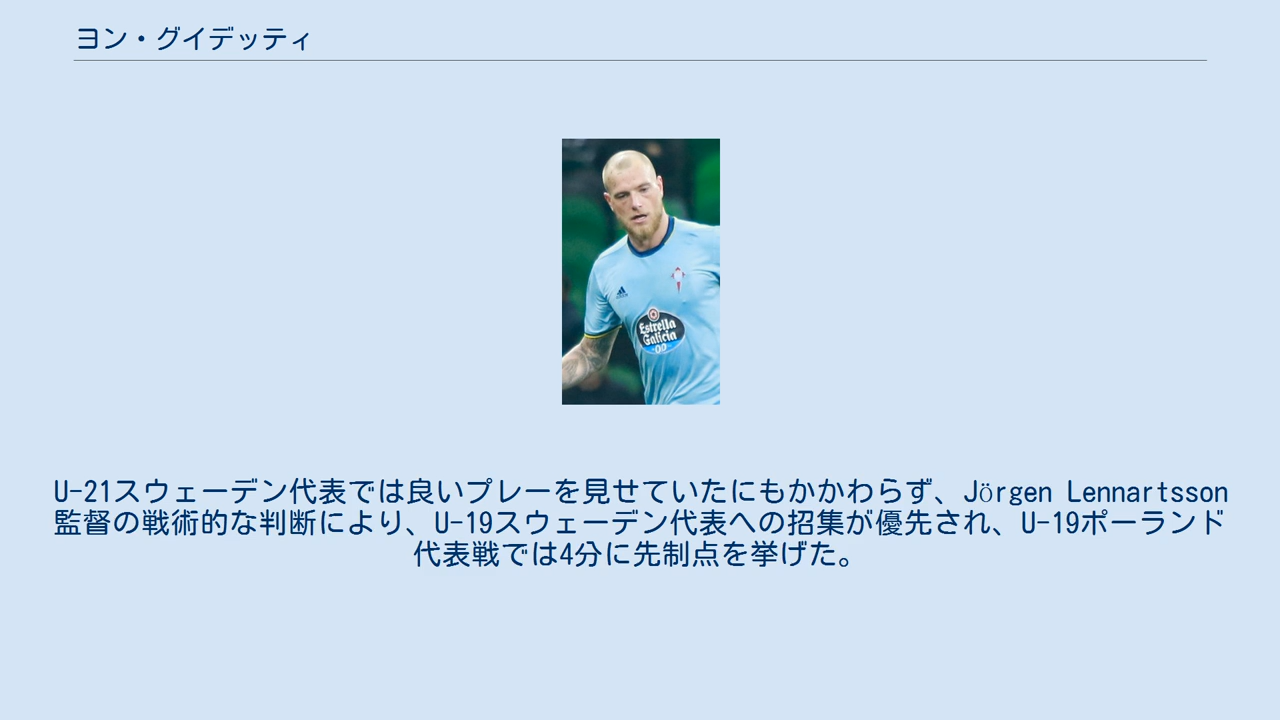 ヨン・グイデッティ
Estrella
Galicia
00
U-21スウェーデン代表では良いプレーを見せていたにもかかわらず、Jörgen Lennartsson
監督の戦術的な判断により、U-19スウェーデン代表への招集が優先され、U-19ポーランド
代表戦では4分に先制点を挙げた。